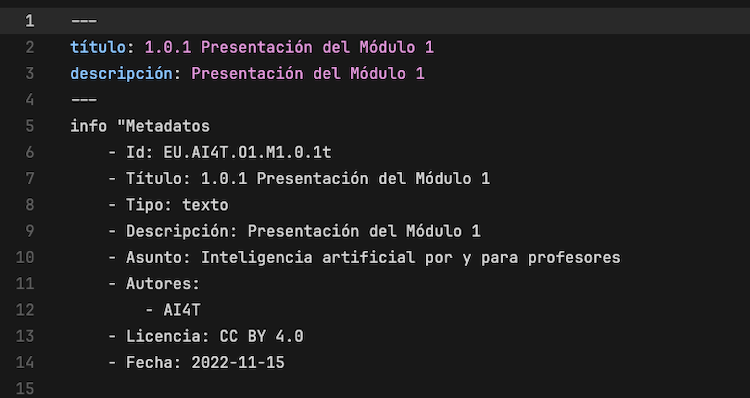 1 ---
2 título: 1.0.1 Presentación del Módulo 1
3 descripción: Presentación del Módulo 1
4 ---
5 info "Metadatos
6 - Id: EU.AI4T.O1.M1.0.1t
7 - Título: 1.0.1 Presentación del Módulo 1
8 - Tipo: texto
9 - Descripción: Presentación del Módulo 1
10 - Asunto: Inteligencia artificial por y para profesores
11 - Autores:
12 - AI4T
13 - Licencia: CC BY 4.0
14 - Fecha: 2022-11-15
15